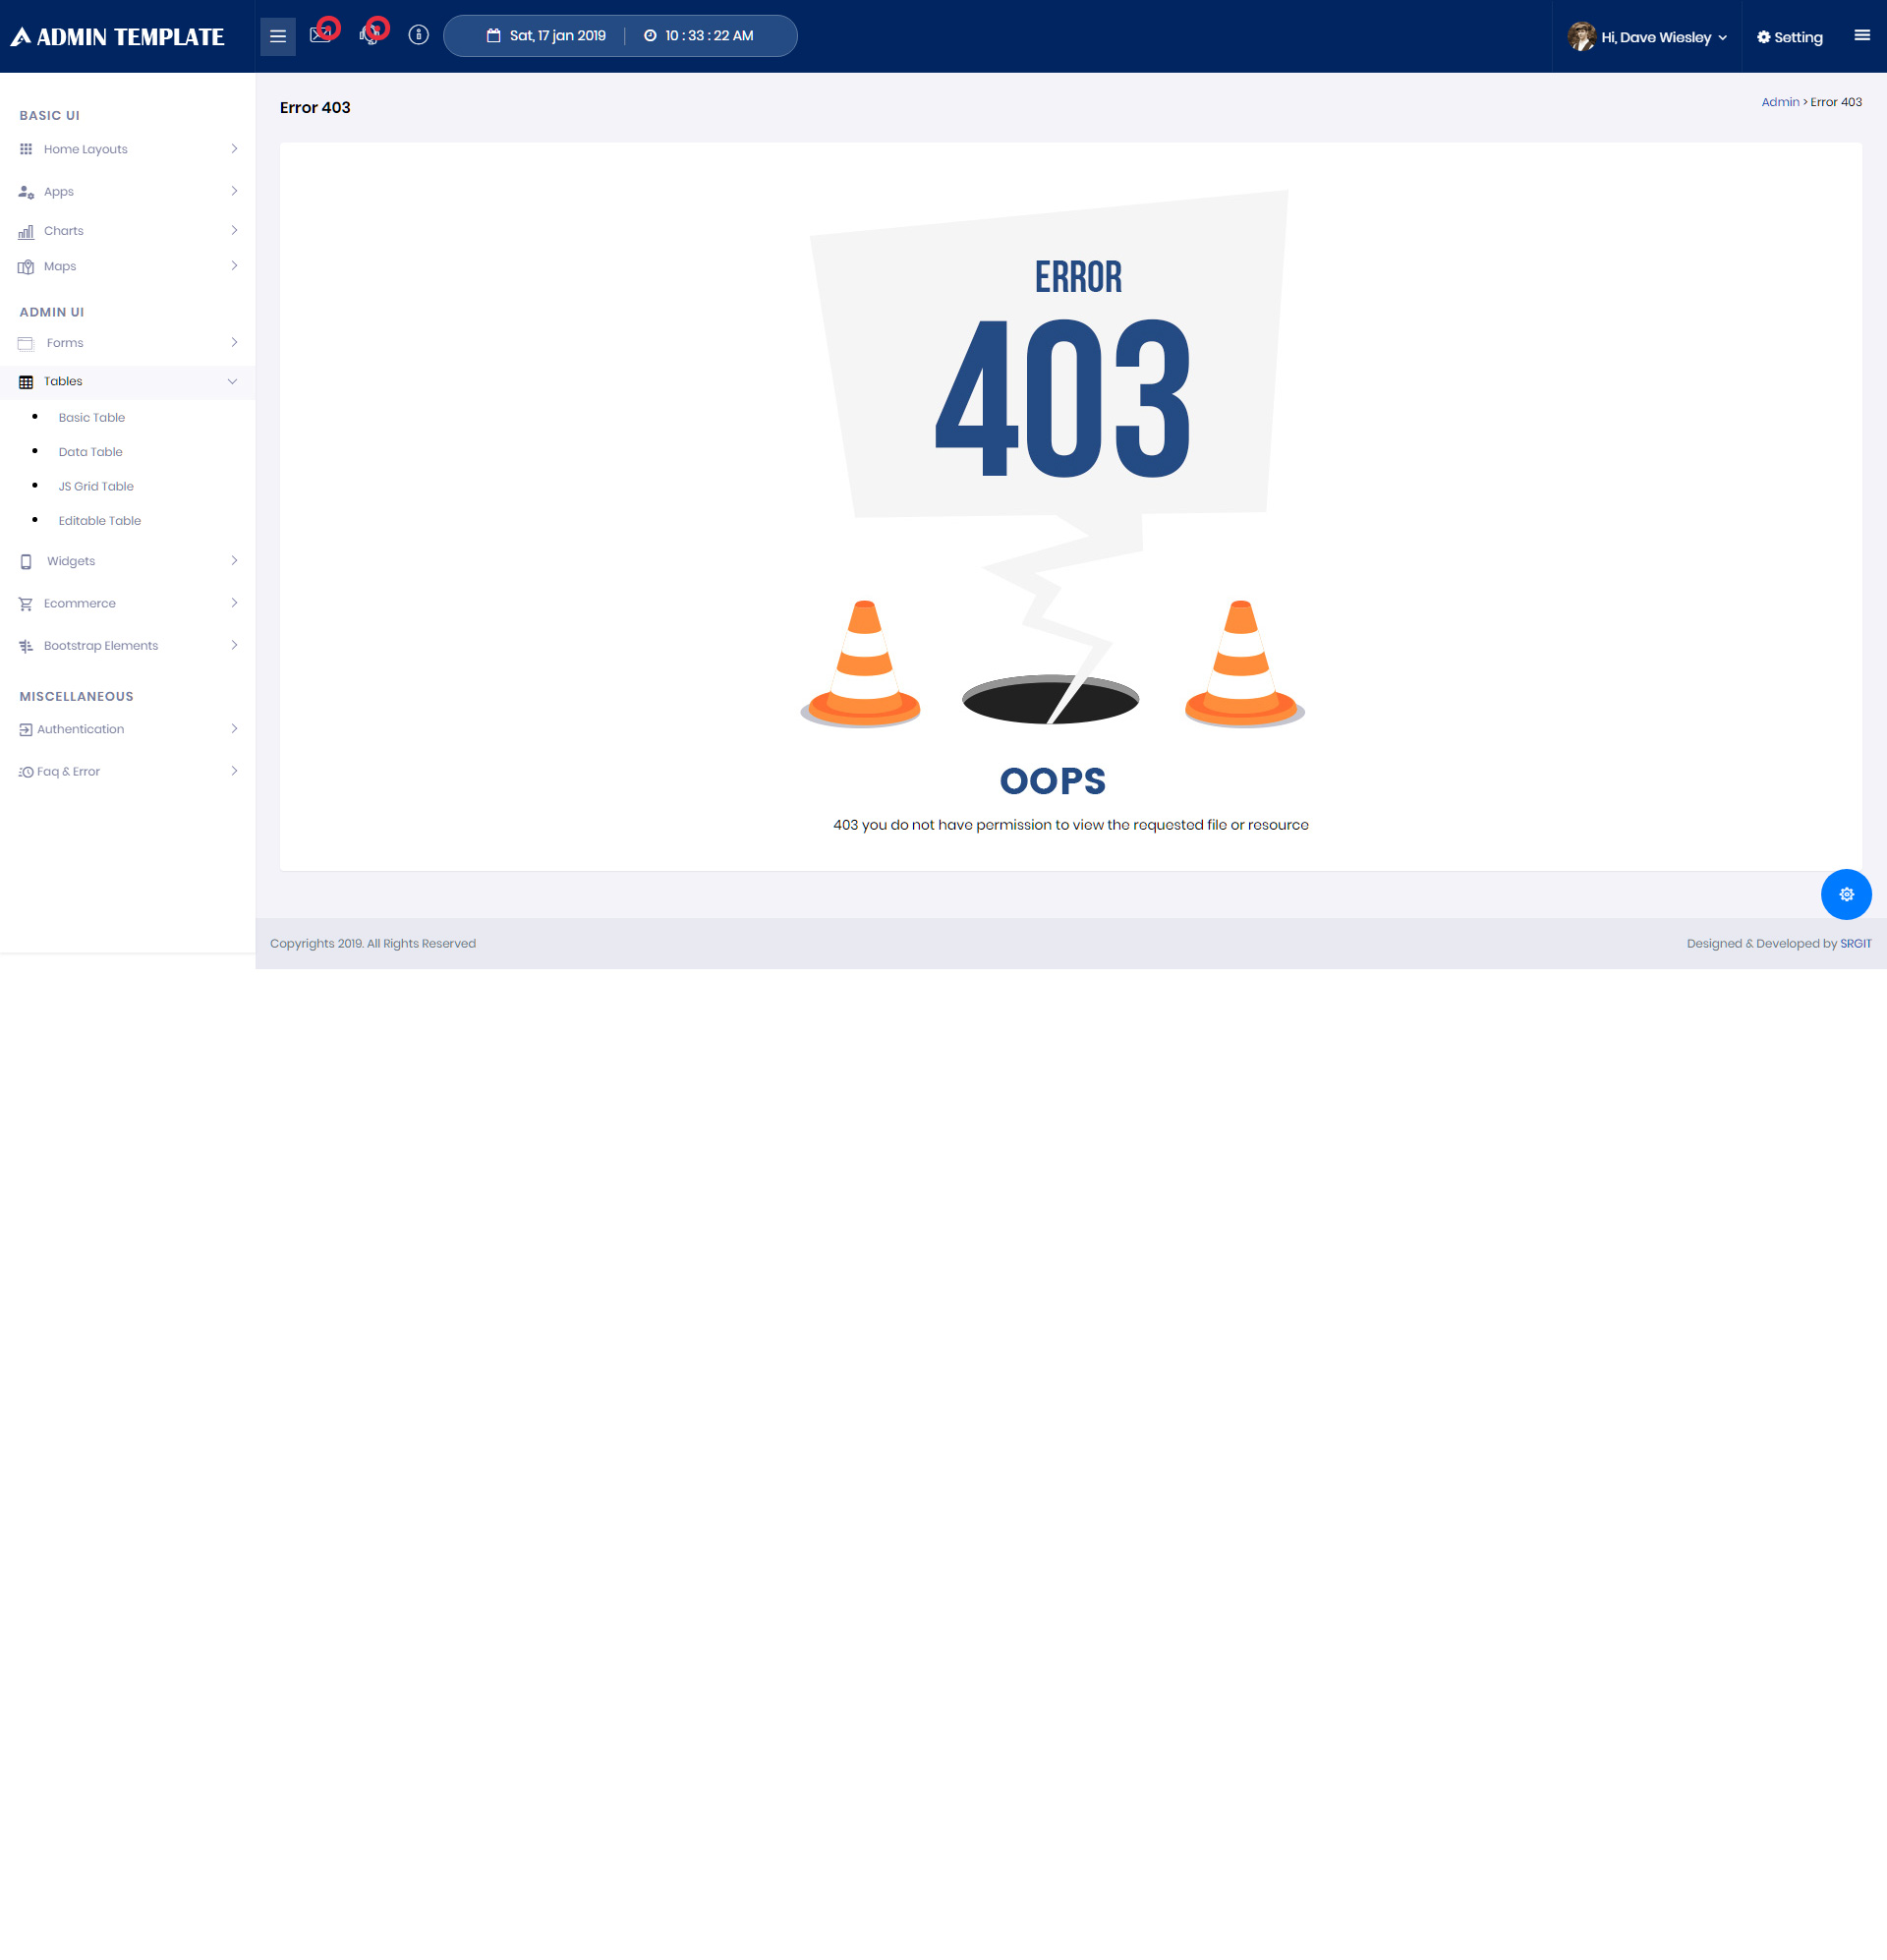 ADMIN TEMPLATE
Sat, 17 jan 2019
10 : 33 : 22 AM
Hi, Dave Wiesley
Setting
BASIC UI
Home Layouts
Apps
Charts
Maps
ADMIN UI
Forms
Tables
Basic Table
Data Table
JS Grid Table
Editable Table
Widgets
Ecommerce
Bootstrap Elements
MISCELLANEOUS
Authentication
Faq & Error
Error 403
Admin > Error 403
ERROR
403
OOPS
403 you do not have permission to view the requested file or resource
Copyrights 2019. All Rights Reserved
Designed & Developed by SRGIT